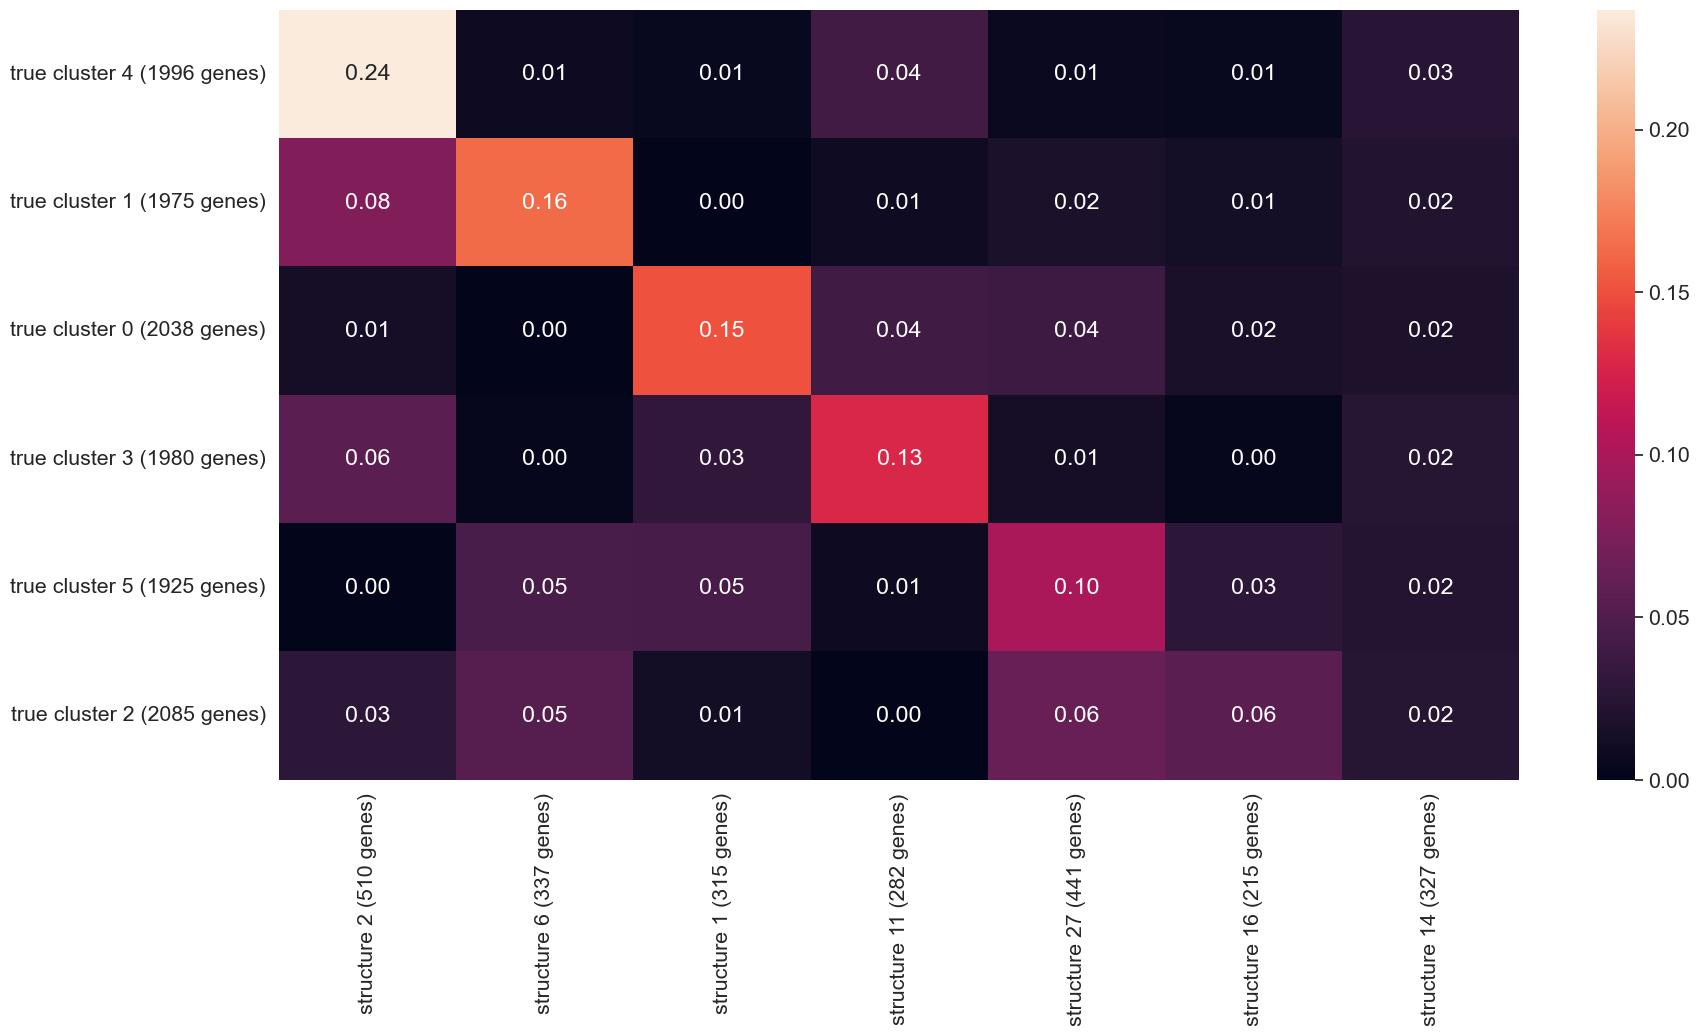 true cluster 4 (1996 genes) 0.24 0.01 0.01 0.04 0.01 0.01 0.03
0.20
true cluster 1 (1975 genes) 0.08 0.16 0.00 0.01 0.02 0.01 0.02
0.15
true cluster 0 (2038 genes) 0.01 0.00 0.15 0.04 0.04 0.02 0.02
true cluster 3 (1980 genes) 0.06 0.00 0.03 0.13 0.01 0.00 0.02
0.10
true cluster 5 (1925 genes) 0.00 0.05 0.05 0.01 0.10 0.03 0.02
0.05
true cluster 2 (2085 genes) 0.03 0.05 0.01 0.00 0.06 0.06 0.02
0.00
structure 2 (510 genes)
structure 6 (337 genes)
structure 1 (315 genes)
structure 11 (282 genes)
structure 27 (441 genes)
structure 16 (215 genes)
structure 14 (327 genes)